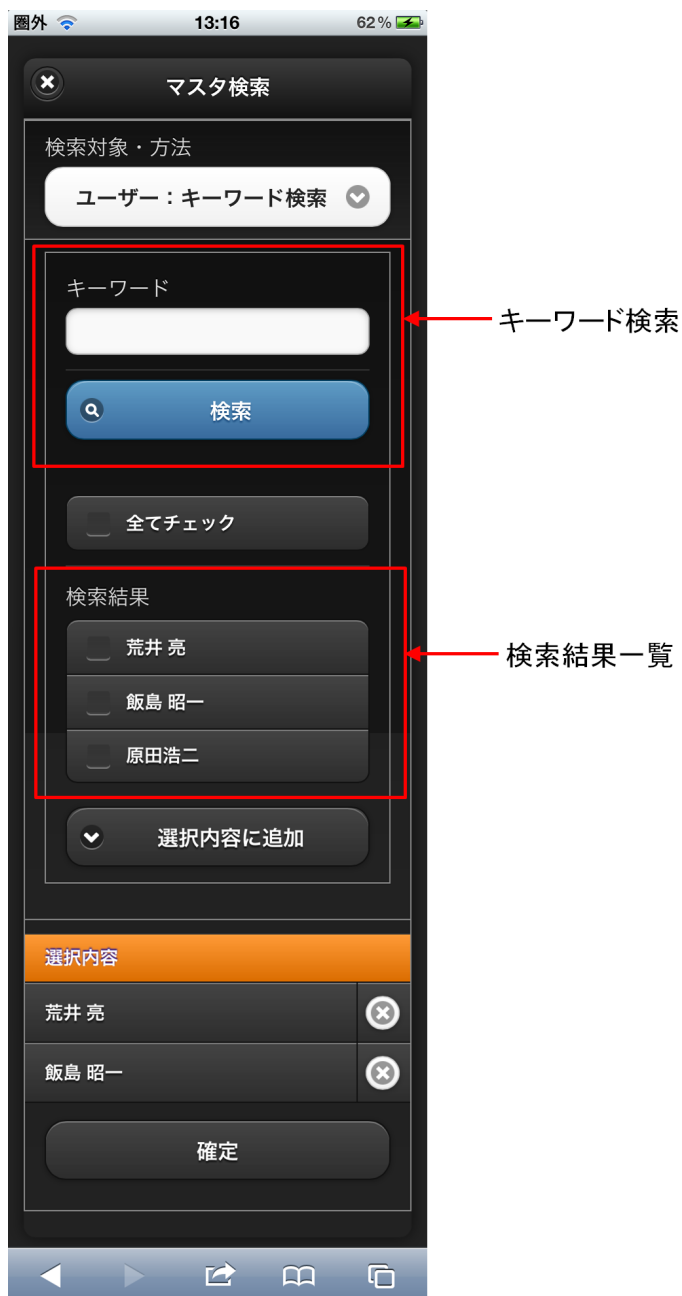 圏外 13:16 62%
マスタ検索
検索対象・方法
ユーザー：キーワード検索
キーワード
キーワード検索
検索
全てチェック
検索結果
荒井 亮
検索結果一覧
飯島 昭一
原田浩二
選択内容に追加
選択内容
荒井 亮
飯島 昭一
確定